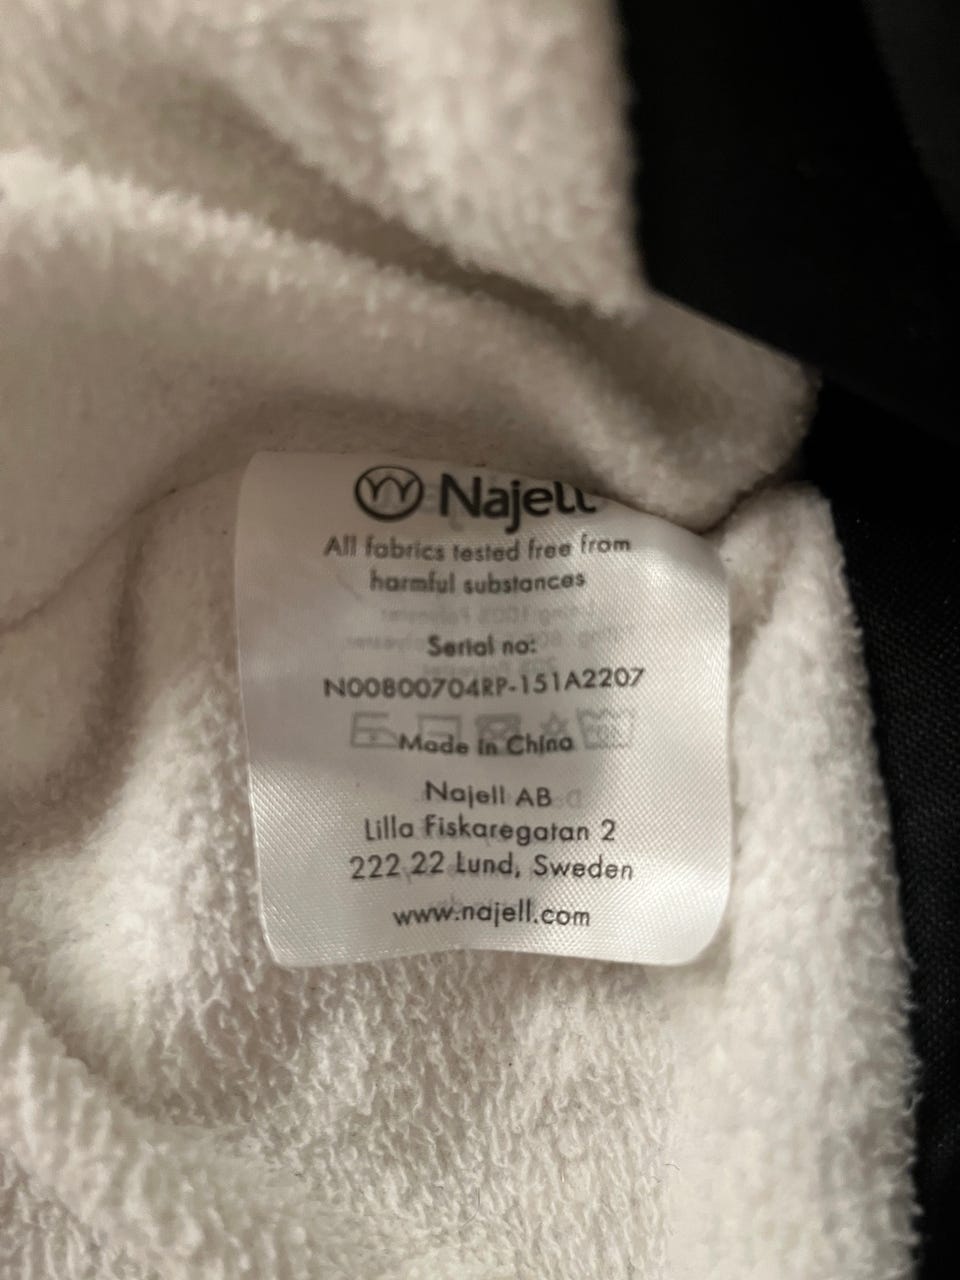 Najell
All fabrics tested free from
harmful substances
Serial no:
N00800704RP-151A2207
Made in China
Najell AB
Lilla Fiskaregatan 2
222 22 Lund, Sweden
www.najell.com